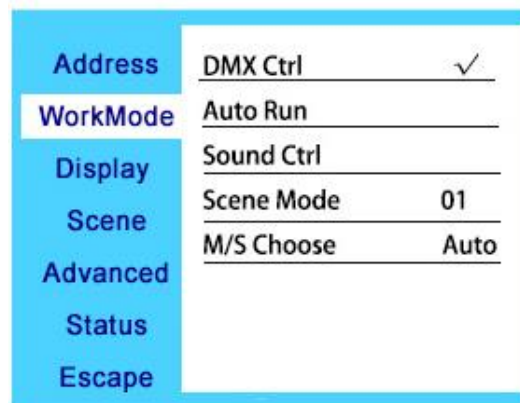 Address
WorkMode
Display
Scene
Advanced
Status
Escape
DMX Ctrl √
Auto Run
Sound Ctrl
Scene Mode 01
M/S Choose Auto